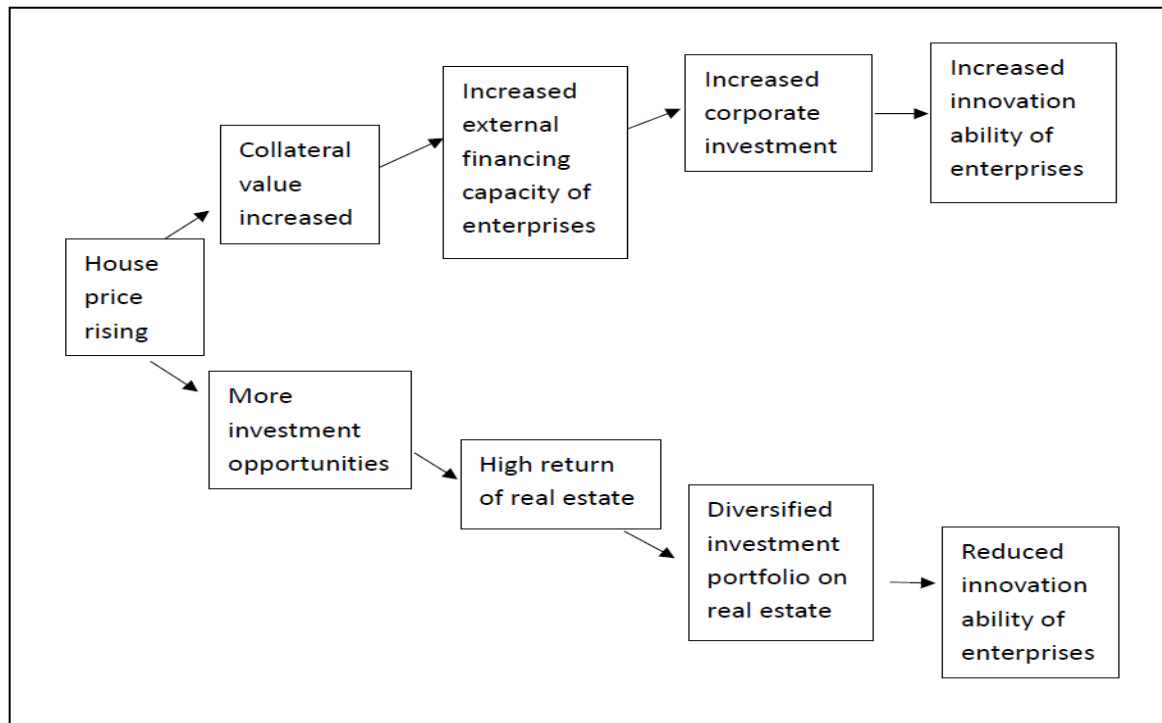 House
price
rising
Collateral
value
increased
Increased
external
financing
capacity of
enterprises
Increased
corporate
investment
Increased
innovation
ability of
enterprises
More
investment
opportunities
High return
of real estate
Diversified
investment
portfolio on
real estate
Reduced
innovation
ability of
enterprises